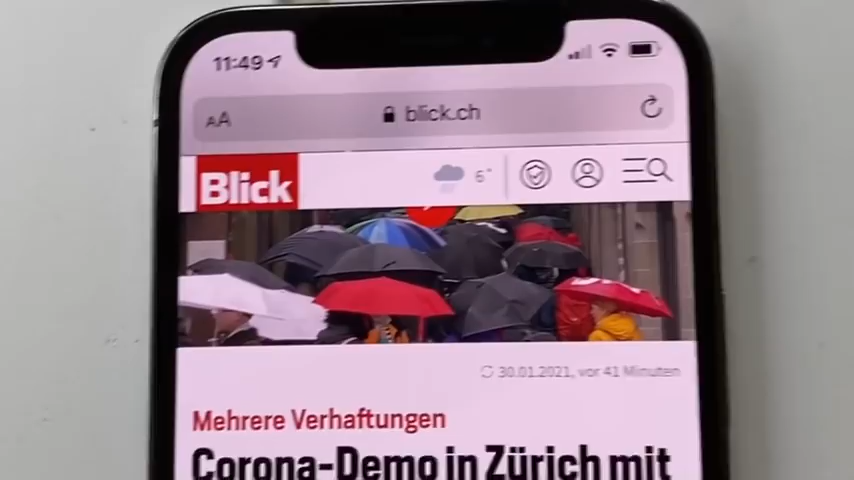 11:49
AA blick.ch
Blick 6°
30.01.2021, vor 41 Minuten
Mehrere Verhaftungen
Corona-Demo in Zürich mit